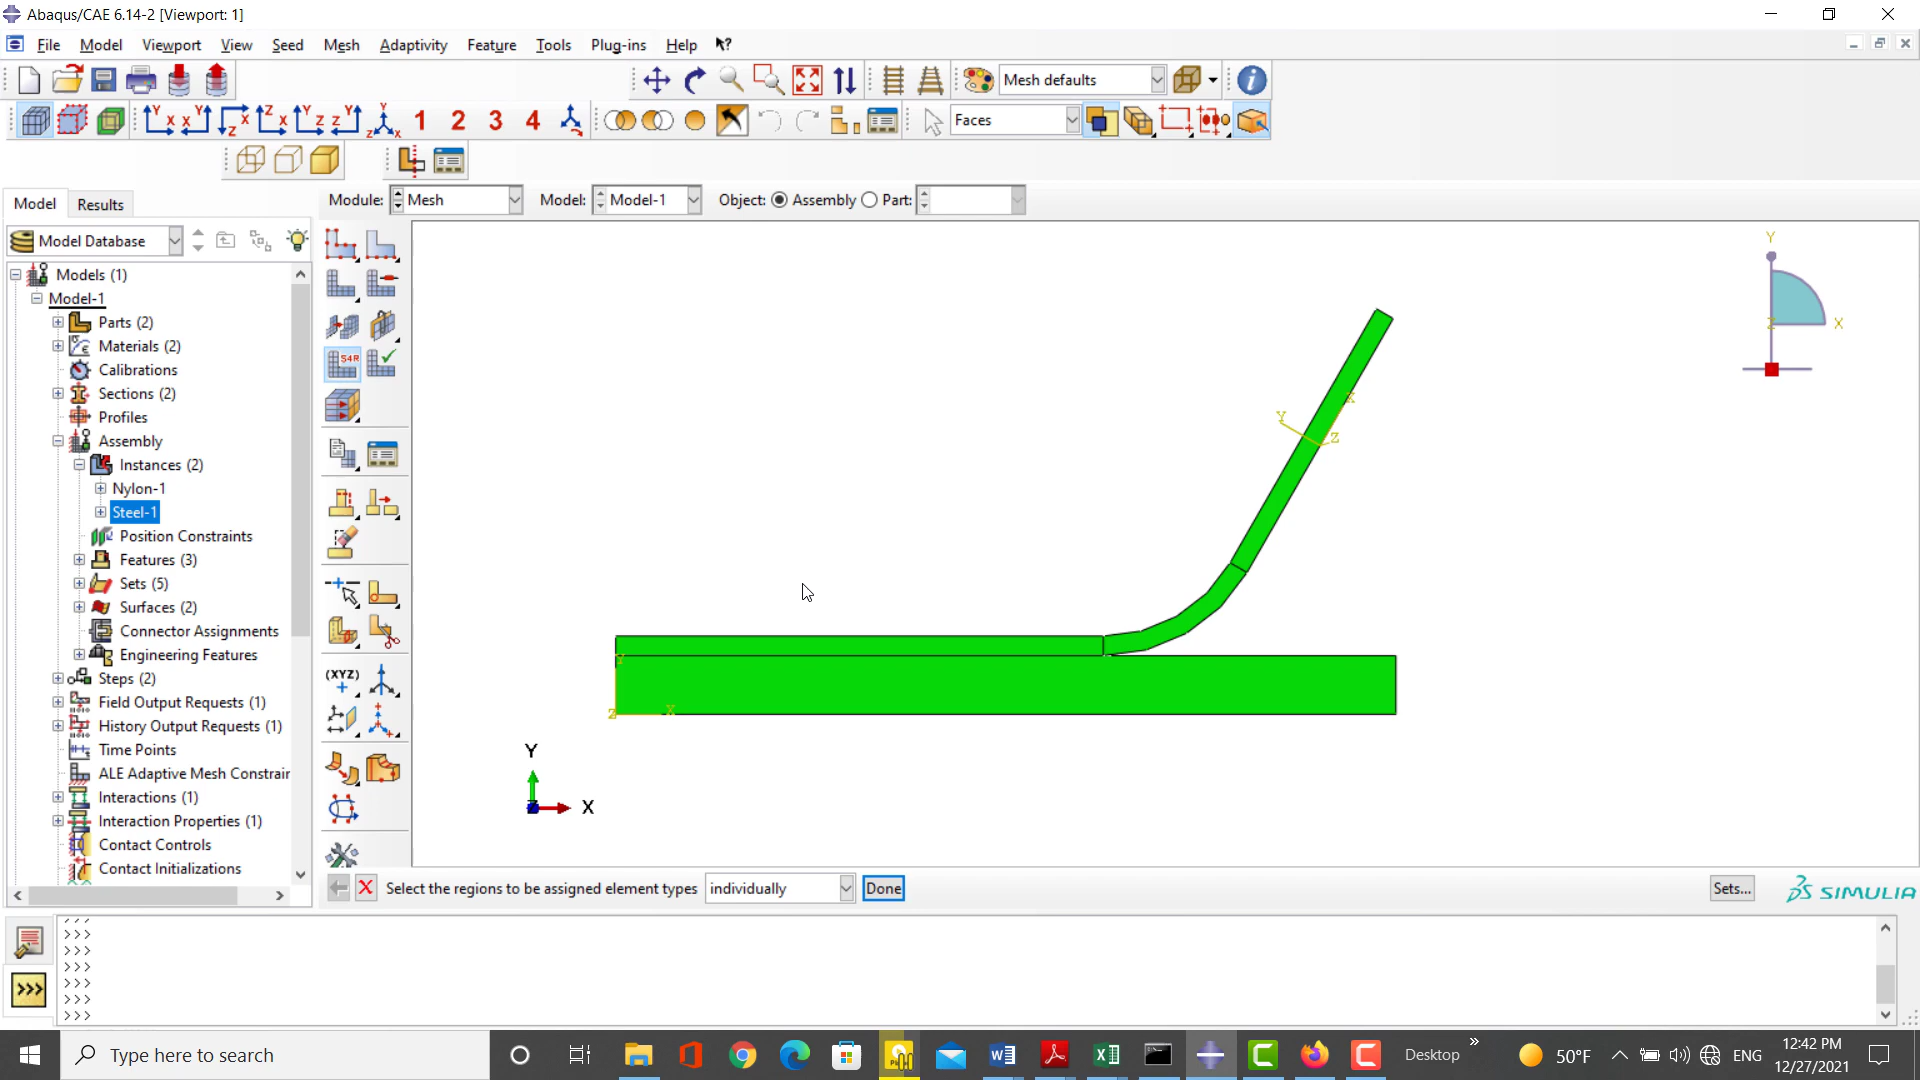 Abaqus/CAE 6.14-2 [Viewport: 1]
File Model Viewport View Seed Mesh Adaptivity Feature Tools Plug-ins Help ?
Mesh defaults
1 2 3 4 Faces
Model Results
Module: Mesh Model: Model-1 Object: Assembly Part:
Model Database
Models (1)
Model-1
Parts (2)
Materials (2)
Calibrations
Sections (2)
Profiles
Assembly
Instances (2)
Nylon-1
Steel-1
Position Constraints
Features (3)
Sets (5)
Surfaces (2)
Connector Assignments
Engineering Features
Steps (2)
Field Output Requests (1)
History Output Requests (1)
Time Points
ALE Adaptive Mesh Constrair
Interactions (1)
Interaction Properties (1)
Contact Controls
Contact Initializations
S4R
(XYZ)
Y
X
Z
Y
X
Z
Y
Z X
Y
Z X
Select the regions to be assigned element types individually Done Sets...
SIMULIA
>>>
>>>
>>>
>>>
>>>
>>>
>>>
Type here to search
Desktop
50°F
ENG
12:42 PM
12/27/2021